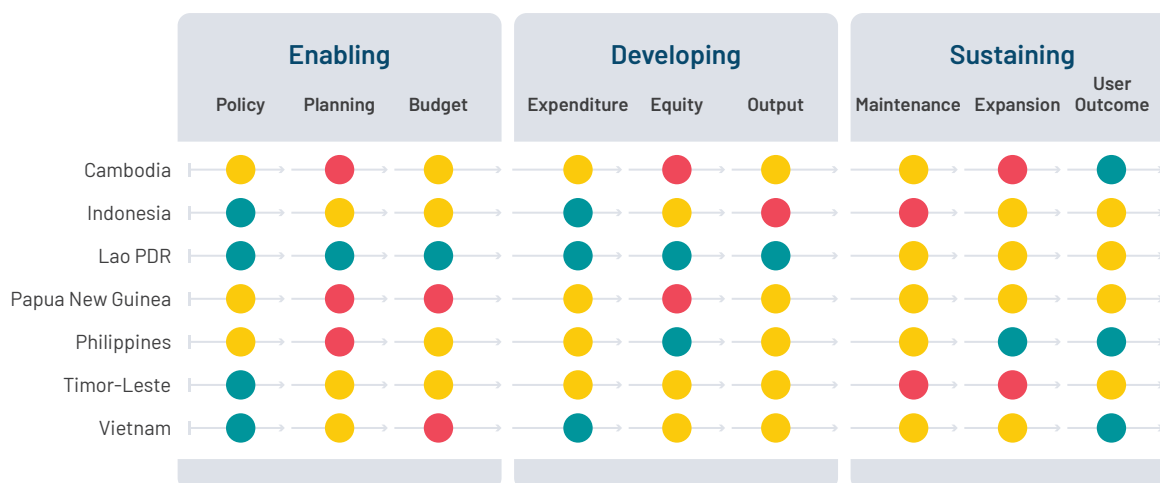 Enabling
Developing
Sustaining
Policy Planning Budget Expenditure Equity Output Maintenance Expansion User Outcome
Cambodia
Indonesia
Lao PDR
Papua New Guinea
Philippines
Timor-Leste
Vietnam